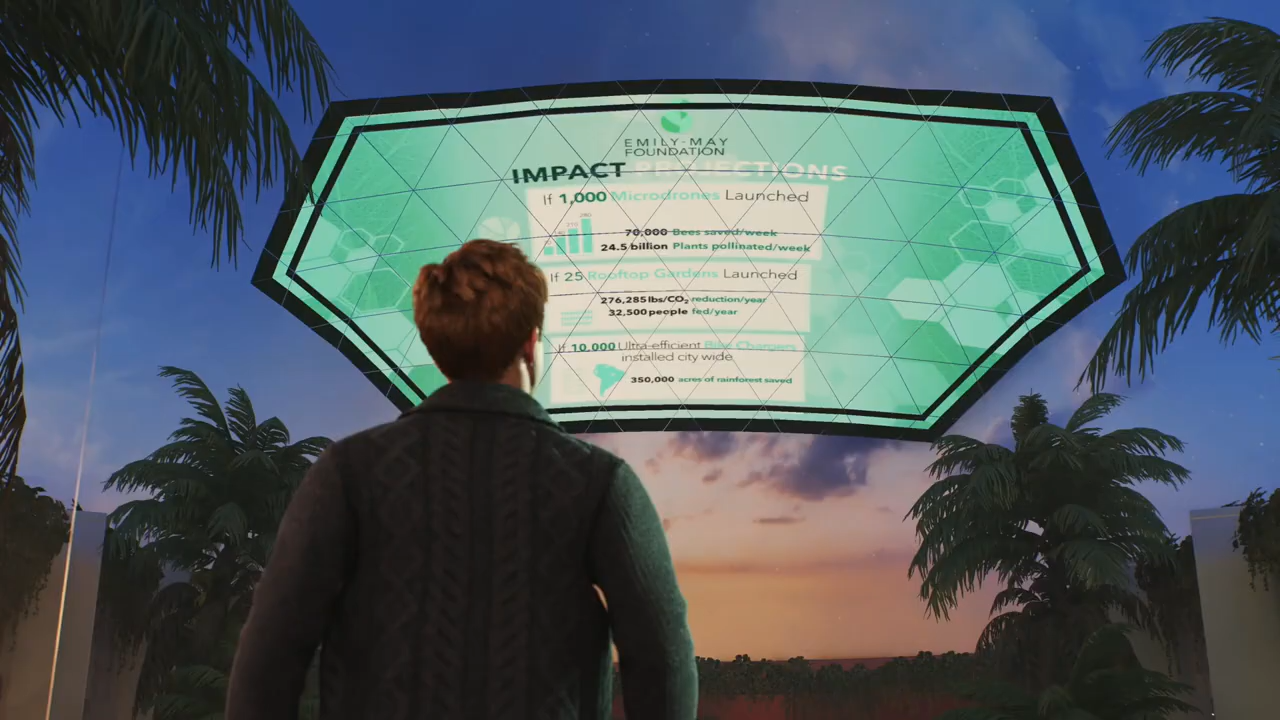 EMILY-MAY
FOUNDATION
IMPACT PROJECTIONS
If 1,000 Microdrones Launched
70,000 Bees saved/week
24.5 billion Plants pollinated/week
If 25 Rooftop Gardens Launched
276,285 lbs/CO₂ reduction/year
32,500 people fed/year
If 10,000 Ultra-efficient Bike Chargers
installed city wide
350,000 acres of rainforest saved